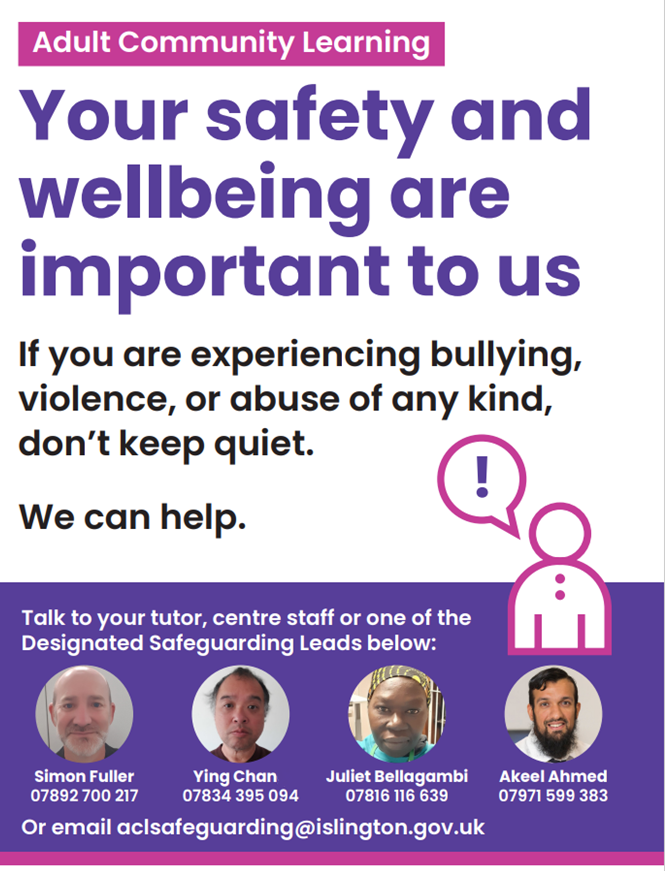 Adult Community Learning
Your safety and
wellbeing are
important to us
If you are experiencing bullying,
violence, or abuse of any kind,
don't keep quiet.
!
We can help.
Talk to your tutor, centre staff or one of the
Designated Safeguarding Leads below:
Simon Fuller
07892 700 217
Ying Chan
07834 395 094
Juliet Bellagambi
07816 116 639
Akeel Ahmed
07971 599 383
Or email aclsafeguarding@islington.gov.uk